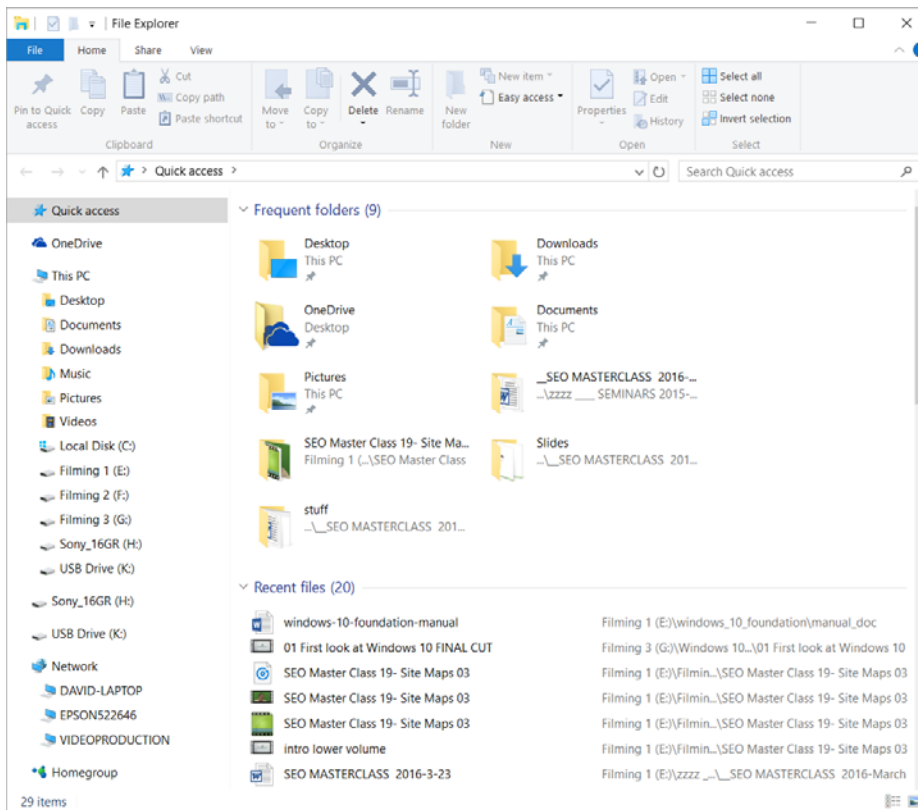 File Explorer
File Home Share View
Pin to Quick access
Copy
Paste
Cut
Copy path
Paste shortcut
Clipboard
Move to
Copy to
Delete
Rename
Organize
New folder
New item
Easy access
New
Properties
Open
Edit
History
Open
Select all
Select none
Invert selection
Select
Quick access
Search Quick access
Quick access
OneDrive
This PC
Desktop
Documents
Downloads
Music
Pictures
Videos
Local Disk (C:)
Filming 1 (E:)
Filming 2 (F:)
Filming 3 (G:)
Sony_16GR (H:)
USB Drive (K:)
Sony_16GR (H:)
USB Drive (K:)
Network
DAVID-LAPTOP
EPSON522646
VIDEOPRODUCTION
Homegroup
Frequent folders (9)
Desktop
This PC
Downloads
This PC
OneDrive
Desktop
Documents
This PC
Pictures
This PC
__SEO MASTERCLASS 2016-...
...\zzzz ____ SEMINARS 2015-...
SEO Master Class 19- Site Ma...
Filming 1 (...\SEO Master Class
Slides
...\__SEO MASTERCLASS 201...
stuff
...\__SEO MASTERCLASS 201...
Recent files (20)
windows-10-foundation-manual Filming 1 (E:)\windows_10_foundation\manual_doc
01 First look at Windows 10 FINAL CUT Filming 3 (G:)\Windows 10...\01 First look at Windows 10
SEO Master Class 19- Site Maps 03 Filming 1 (E:)\Filmin...\SEO Master Class 19- Site Maps 03
SEO Master Class 19- Site Maps 03 Filming 1 (E:)\Filmin...\SEO Master Class 19- Site Maps 03
SEO Master Class 19- Site Maps 03 Filming 1 (E:)\Filmin...\SEO Master Class 19- Site Maps 03
intro lower volume Filming 1 (E:)\Filmin...\SEO Master Class 19- Site Maps 03
SEO MASTERCLASS 2016-3-23 Filming 1 (E:)\zzzz _...\__SEO MASTERCLASS 2016-March
29 items